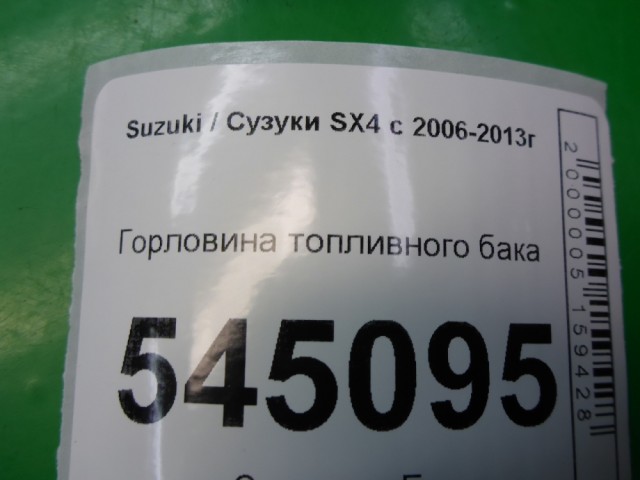 Suzuki / Сузуки SX4 с 2006-2013г
Горловина топливного бака
545095
2000005159428